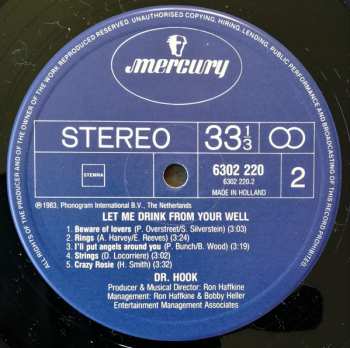 ALL RIGHTS OF THE PRODUCER AND OF THE OWNER OF THE WORK REPRODUCED RESERVED. UNAUTHORISED COPYING, HIRING, LENDING, PUBLIC PERFORMANCE AND BROADCASTING OF THIS RECORD PROHIBITED.
mercury
STEREO
33 1/3
STEMRA
6302 220
6302 220.2
MADE IN HOLLAND
2
℗1983, Phonogram International B.V., The Netherlands
LET ME DRINK FROM YOUR WELL
1. Beware of lovers (P. Overstreet/S. Silverstein) (3:03)
2. Rings (A. Harvey/E. Reeves) (3:24)
3. I'll put angels around you (P. Bunch/B. Wood) (3:19)
4. Strings (D. Locorriere) (3:21)
5. Crazy Rosie (H. Smith) (3:32)
DR. HOOK
Producer & Musical Director: Ron Haffkine
Management: Ron Haffkine & Bobby Heller
Entertainment Management Associates